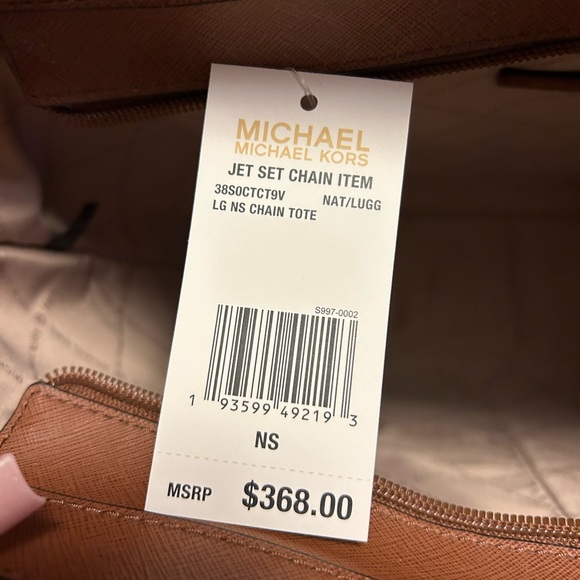 MICHAEL
MICHAEL KORS
JET SET CHAIN ITEM
38S0CTCT9V NAT/LUGG
LG NS CHAIN TOTE
S997-0002
1 93599 49219 3
NS
MSRP $368.00